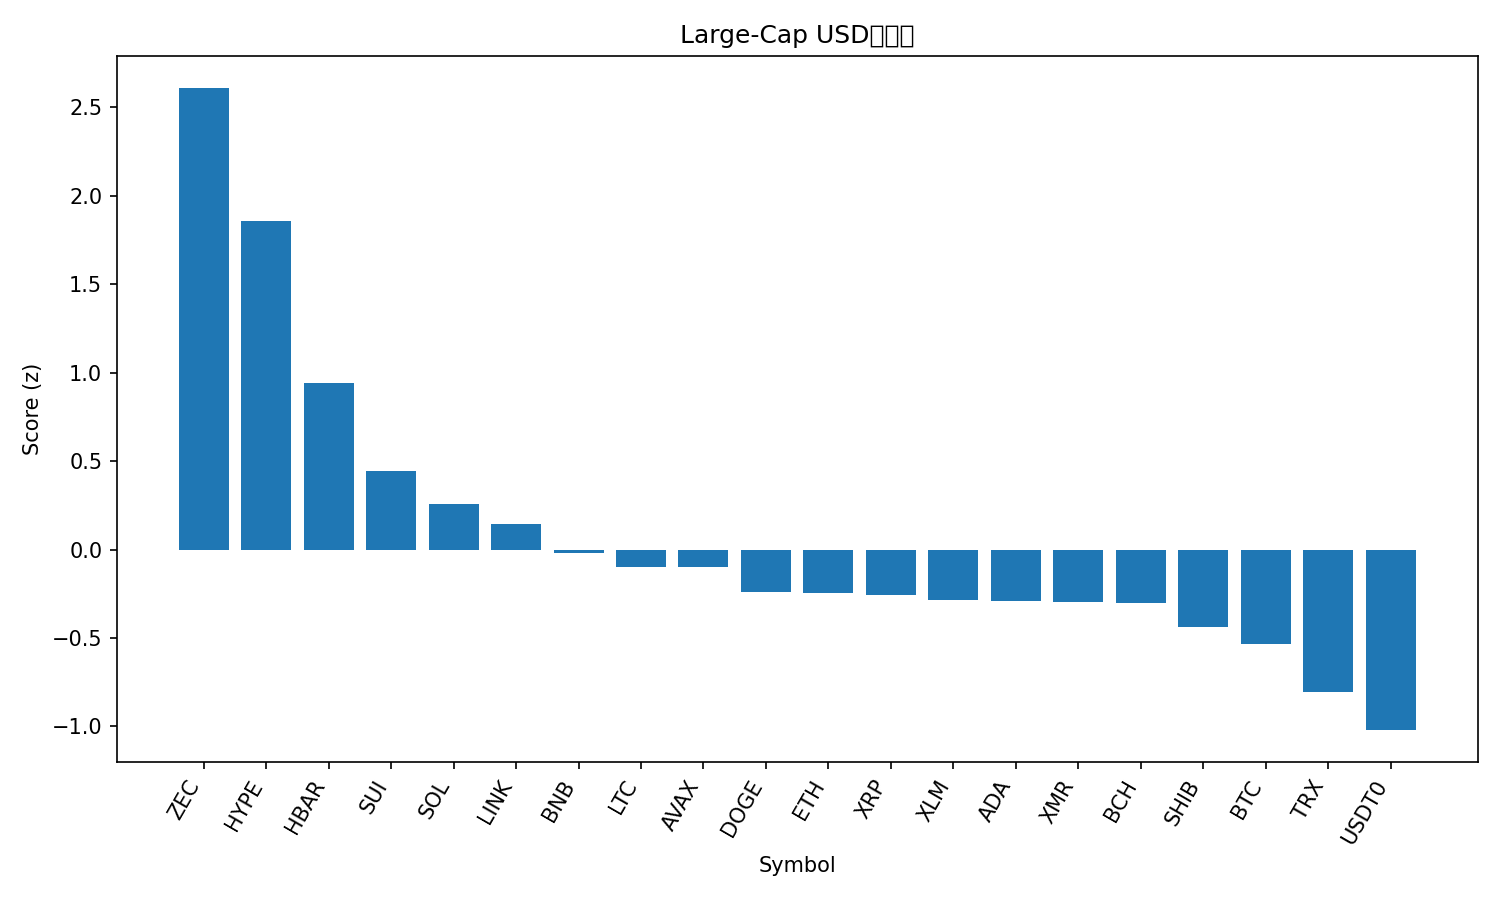 Large-Cap USD
Score (z)
2.5
2.0
1.5
1.0
0.5
0.0
−0.5
−1.0
ZEC
HYPE
HBAR
SUI
SOL
LINK
BNB
LTC
AVAX
DOGE
ETH
XRP
XLM
ADA
XMR
BCH
SHIB
BTC
TRX
USDT0
Symbol